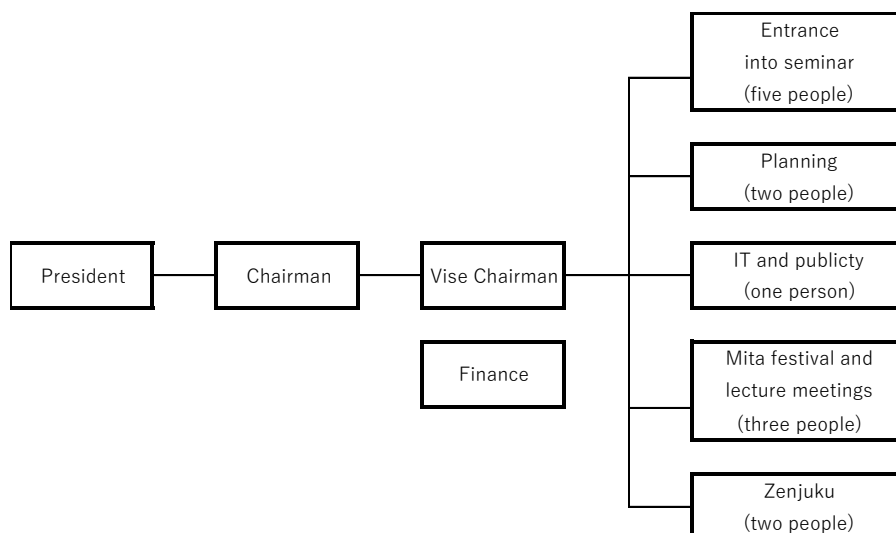 Entrance
into seminar
(five people)
Planning
(two people)
President
Chairman
Vise Chairman
IT and publicty
(one person)
Finance
Mita festival and
lecture meetings
(three people)
Zenjuku
(two people)